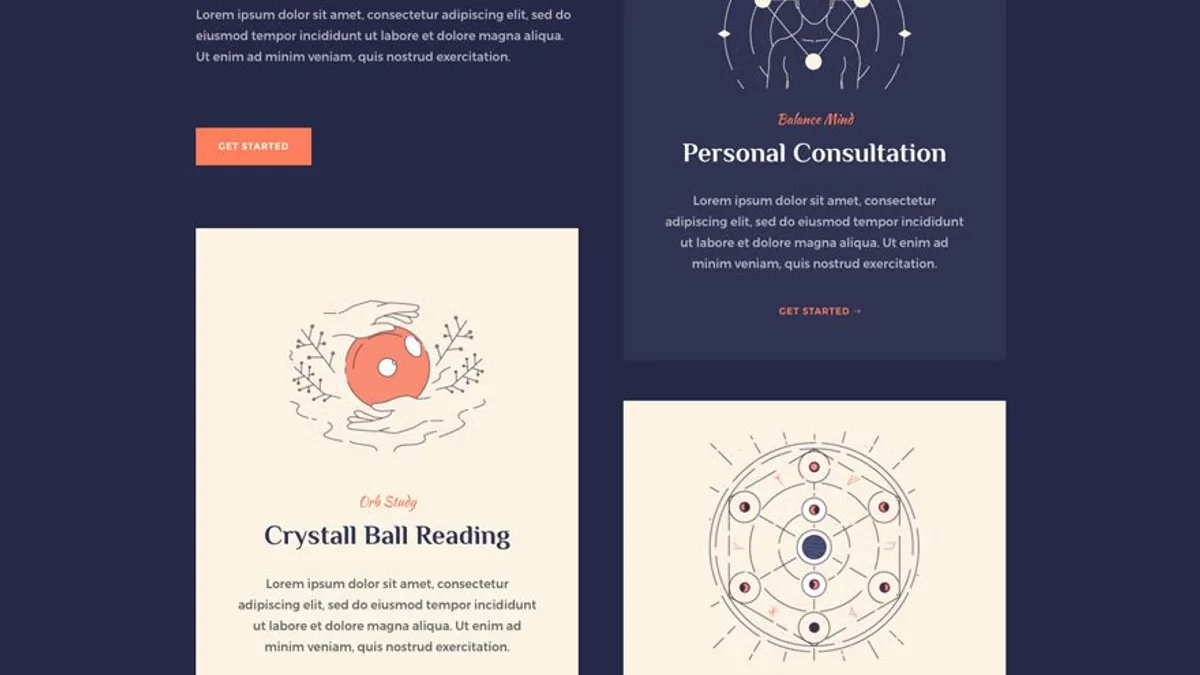 Lorem ipsum dolor sit amet, consectetur adipiscing elit, sed do
eiusmod tempor incididunt ut labore et dolore magna aliqua.
Ut enim ad minim veniam, quis nostrud exercitation.
GET STARTED
Orb Study
Crystall Ball Reading
Lorem ipsum dolor sit amet, consectetur
adipiscing elit, sed do eiusmod tempor incididunt
ut labore et dolore magna aliqua. Ut enim ad
minim veniam, quis nostrud exercitation.
Balance Mind
Personal Consultation
Lorem ipsum dolor sit amet, consectetur
adipiscing elit, sed do eiusmod tempor incididunt
ut labore et dolore magna aliqua. Ut enim ad
minim veniam, quis nostrud exercitation.
GET STARTED →